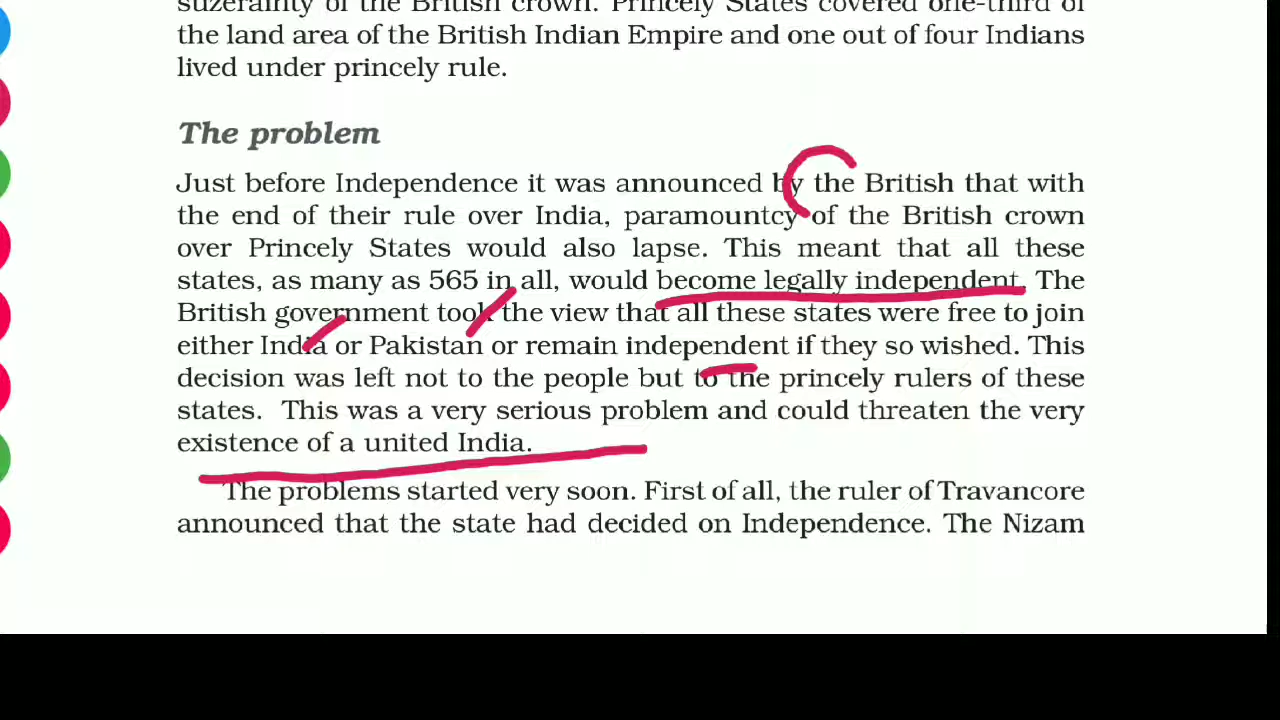 suzerainty of the British crown. Princely States covered one-third of
the land area of the British Indian Empire and one out of four Indians
lived under princely rule.
The problem
Just before Independence it was announced by the British that with
the end of their rule over India, paramountcy of the British crown
over Princely States would also lapse. This meant that all these
states, as many as 565 in all, would become legally independent. The
British government took the view that all these states were free to join
either India or Pakistan or remain independent if they so wished. This
decision was left not to the people but to the princely rulers of these
states. This was a very serious problem and could threaten the very
existence of a united India.
The problems started very soon. First of all, the ruler of Travancore
announced that the state had decided on Independence. The Nizam